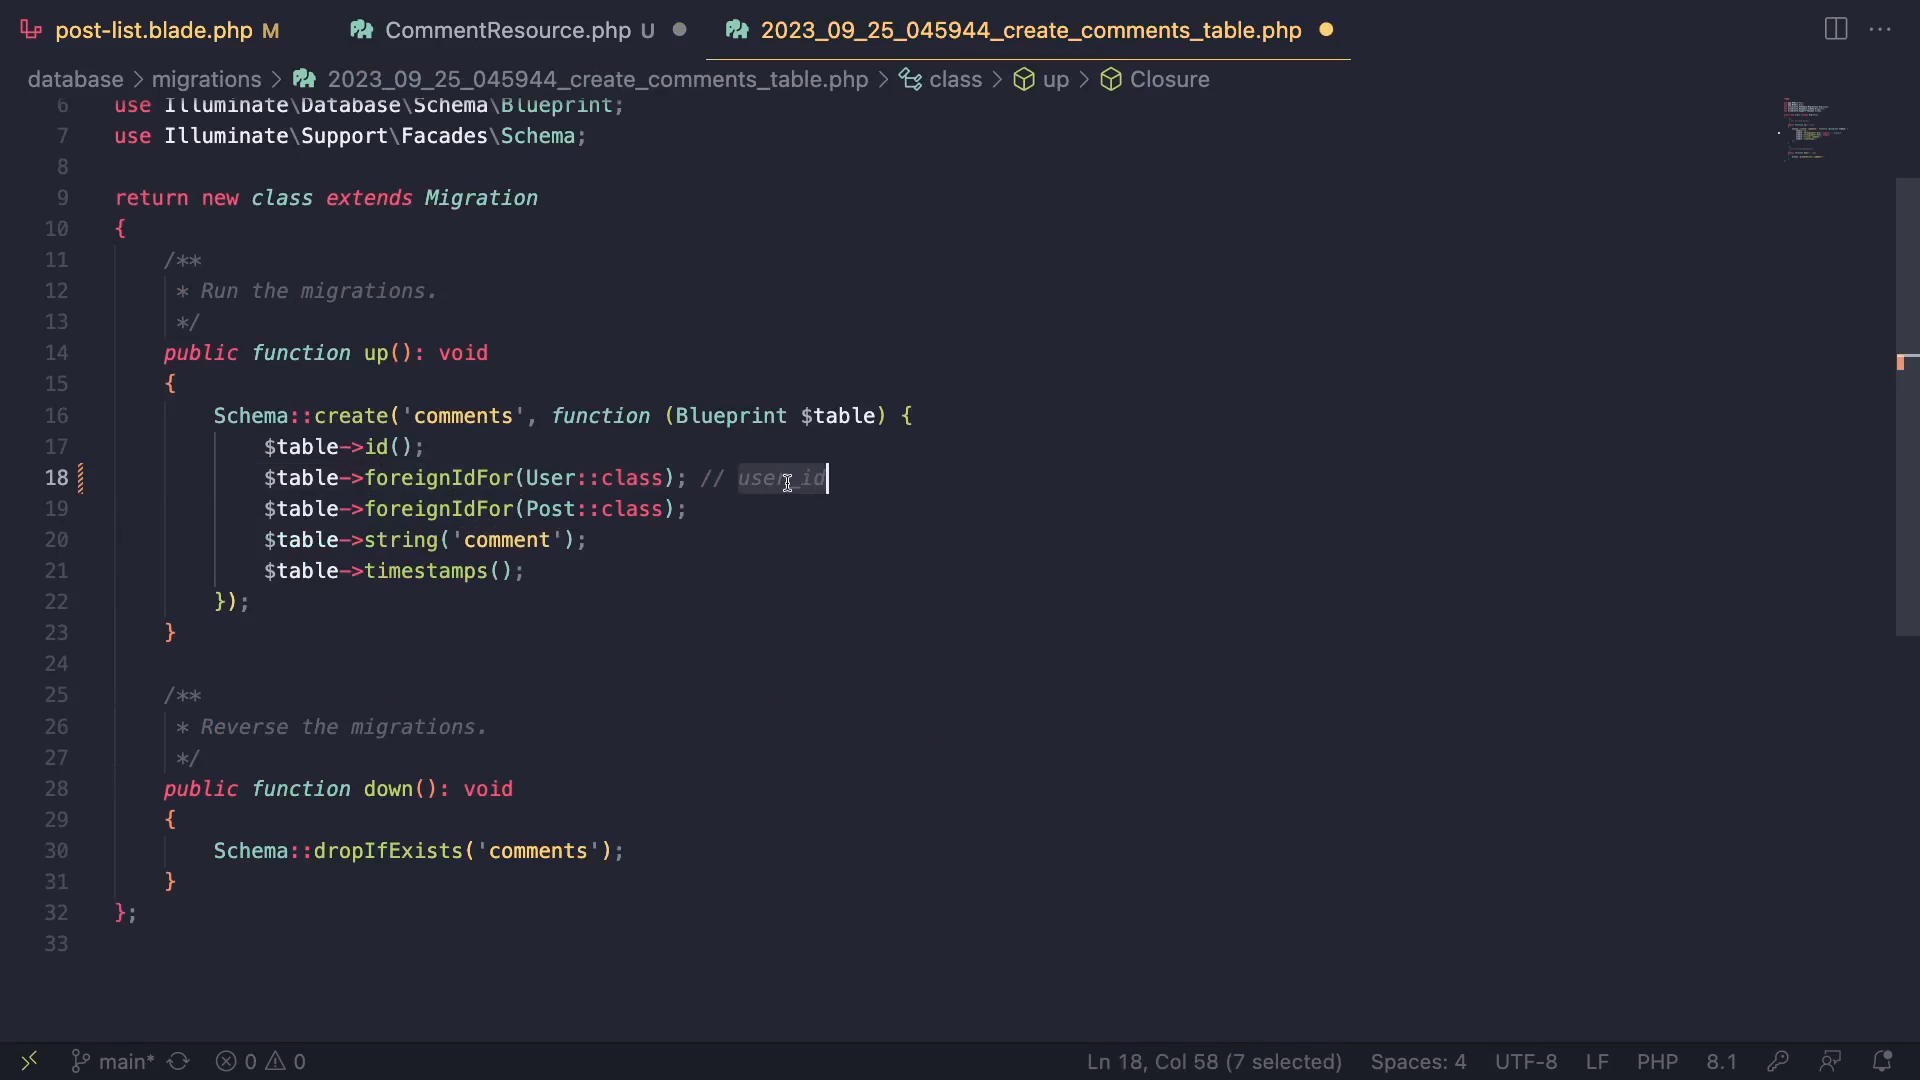 post-list.blade.php M
CommentResource.php U
2023_09_25_045944_create_comments_table.php
database > migrations > 2023_09_25_045944_create_comments_table.php > class > up > Closure
6 use Illuminate\Database\Schema\Blueprint;
7 use Illuminate\Support\Facades\Schema;
8
9 return new class extends Migration
10 {
11 /**
12 * Run the migrations.
13 */
14 public function up(): void
15 {
16 Schema::create('comments', function (Blueprint $table) {
17 $table->id();
18 $table->foreignIdFor(User::class); // user_id
19 $table->foreignIdFor(Post::class);
20 $table->string('comment');
21 $table->timestamps();
22 });
23 }
24
25 /**
26 * Reverse the migrations.
27 */
28 public function down(): void
29 {
30 Schema::dropIfExists('comments');
31 }
32 };
33
main* 0 0 Ln 18, Col 58 (7 selected) Spaces: 4 UTF-8 LF PHP 8.1